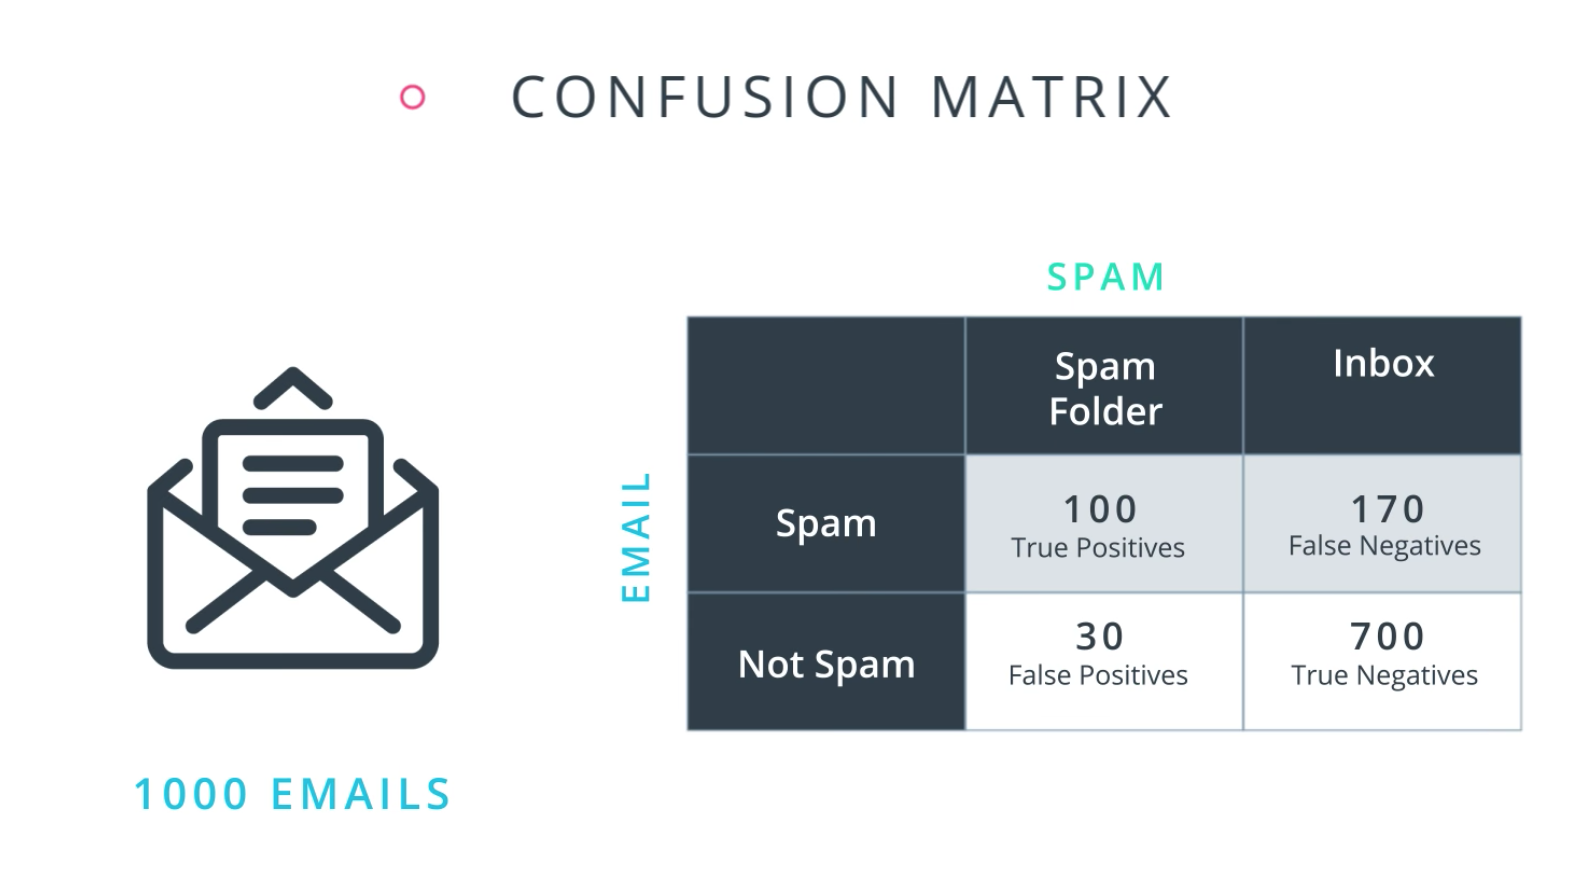 CONFUSION MATRIX
SPAM
Spam
Folder
Inbox
EMAIL
Spam
100
True Positives
170
False Negatives
Not Spam
30
False Positives
700
True Negatives
1000 EMAILS